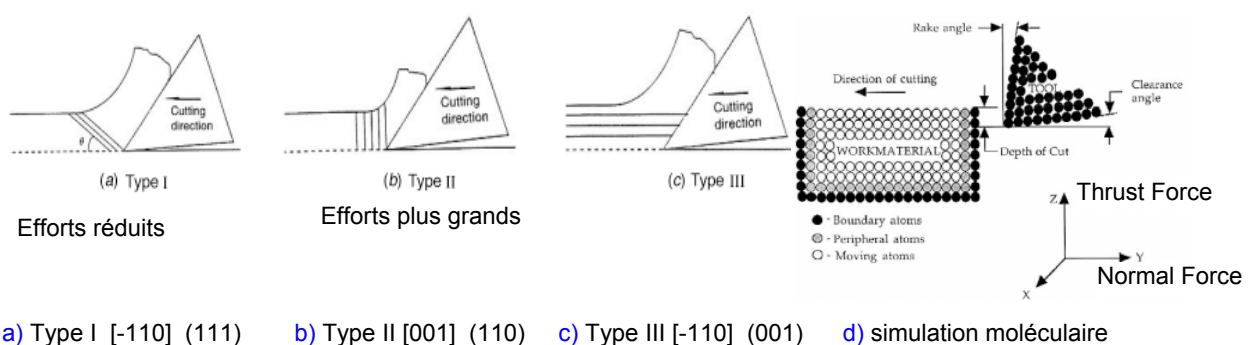 Cutting
direction
θ
(a) Type I
Efforts réduits
Cutting
direction
(b) Type II
Efforts plus grands
Cutting
direction
(c) Type III
Rake angle
Direction of cutting
TOOL
Clearance
angle
WORKMATERIAL
Depth of Cut
- Boundary atoms
- Peripheral atoms
- Moving atoms
Z
Thrust Force
Y
Normal Force
X
a) Type I [-110] (111) b) Type II [001] (110) c) Type III [-110] (001) d) simulation moléculaire